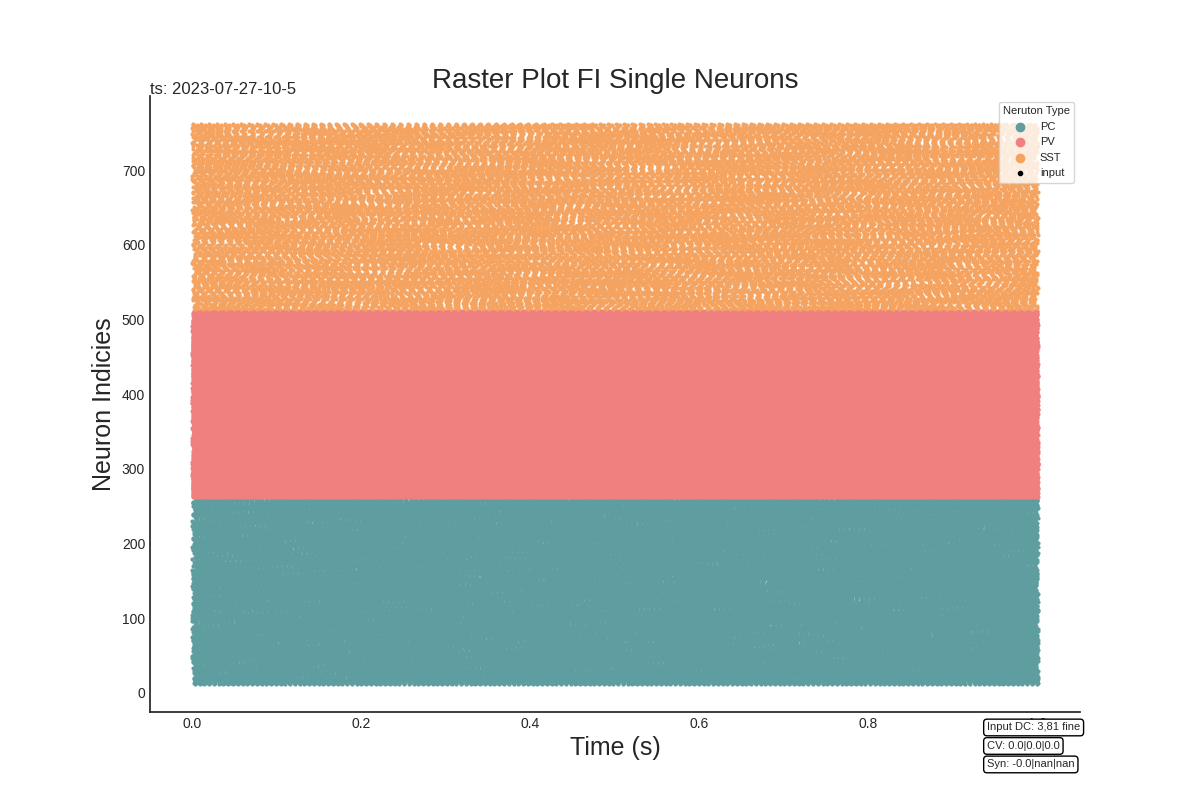 Raster Plot FI Single Neurons
ts: 2023-07-27-10-5
Neruton Type
PC
PV
SST
input
Neuron Indicies
700
600
500
400
300
200
100
0
0.0 0.2 0.4 0.6 0.8
Time (s)
Input DC: 3,81 fine
CV: 0.0|0.0|0.0
Syn: -0.0|nan|nan